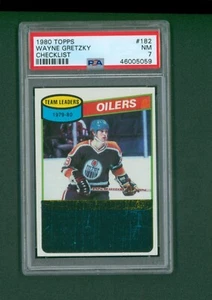 1980 TOPPS #182
WAYNE GRETZKY NM
CHECKLIST 7
PSA 46005059
TEAM LEADERS
1979-80
OILERS